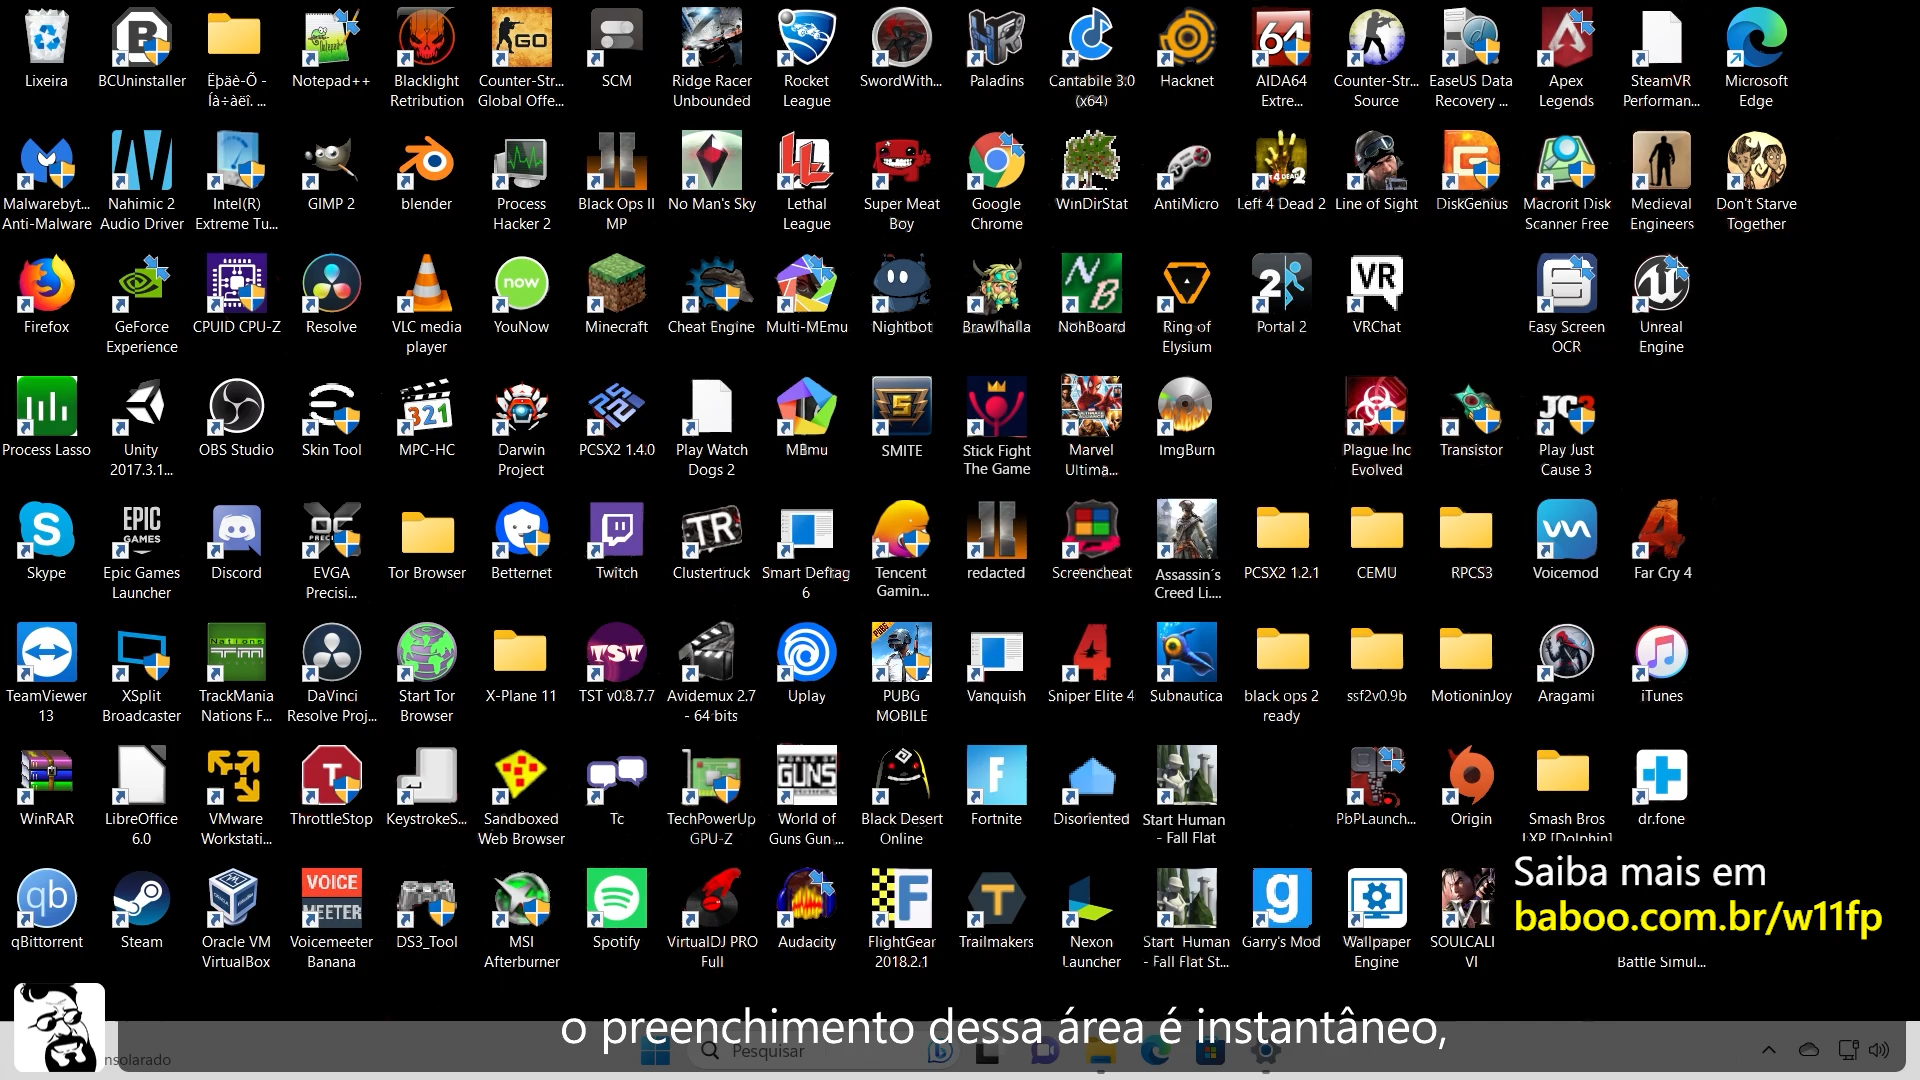 Lixeira
BCUninstaller
Ëþäè-Õ -
Íà÷àëî. ...
Notepad++
Blacklight
Retribution
Counter-Str...
Global Offe...
SCM
Ridge Racer
Unbounded
Rocket
League
SwordWith...
Paladins
Cantabile 3.0
(x64)
Hacknet
AIDA64
Extre...
Counter-Str...
Source
EaseUS Data
Recovery ...
Apex
Legends
SteamVR
Performan...
Microsoft
Edge
Malwarebyt...
Anti-Malware
Nahimic 2
Audio Driver
Intel(R)
Extreme Tu...
GIMP 2
blender
Process
Hacker 2
Black Ops II
MP
No Man's Sky
Lethal
League
Super Meat
Boy
Google
Chrome
WinDirStat
AntiMicro
Left 4 Dead 2
Line of Sight
DiskGenius
Macrorit Disk
Scanner Free
Medieval
Engineers
Don't Starve
Together
Firefox
GeForce
Experience
CPUID CPU-Z
Resolve
VLC media
player
YouNow
Minecraft
Cheat Engine
Multi-MEmu
Nightbot
Brawlhalla
NohBoard
Ring of
Elysium
Portal 2
VRChat
Easy Screen
OCR
Unreal
Engine
Process Lasso
Unity
2017.3.1...
OBS Studio
Skin Tool
MPC-HC
Darwin
Project
PCSX2 1.4.0
Play Watch
Dogs 2
MEmu
SMITE
Stick Fight
The Game
Marvel
Ultima...
ImgBurn
Plague Inc
Evolved
Transistor
Play Just
Cause 3
Skype
Epic Games
Launcher
Discord
EVGA
Precisi...
Tor Browser
Betternet
Twitch
Clustertruck
Smart Defrag
6
Tencent
Gamin...
redacted
Screencheat
Assassin´s
Creed Li....
PCSX2 1.2.1
CEMU
RPCS3
Voicemod
Far Cry 4
TeamViewer
13
XSplit
Broadcaster
TrackMania
Nations F...
DaVinci
Resolve Proj...
Start Tor
Browser
X-Plane 11
TST v0.8.7.7
Avidemux 2.7
- 64 bits
Uplay
PUBG
MOBILE
Vanquish
Sniper Elite 4
Subnautica
black ops 2
ready
ssf2v0.9b
MotioninJoy
Aragami
iTunes
WinRAR
LibreOffice
6.0
VMware
Workstati...
ThrottleStop
KeystrokeS...
Sandboxed
Web Browser
Tc
TechPowerUp
GPU-Z
World of
Guns Gun ...
Black Desert
Online
Fortnite
Disoriented
Start Human
- Fall Flat
PbPLaunch...
Origin
Smash Bros
LXP [Dolphin]
dr.fone
qBittorrent
Steam
Oracle VM
VirtualBox
Voicemeeter
Banana
DS3_Tool
MSI
Afterburner
Spotify
VirtualDJ PRO
Full
Audacity
FlightGear
2018.2.1
Trailmakers
Nexon
Launcher
Start Human
- Fall Flat St...
Garry's Mod
Wallpaper
Engine
SOULCALI
VI
Battle Simul...
Saiba mais em
baboo.com.br/w11fp
o preenchimento dessa área é instantâneo,
nsolarado
Pesquisar